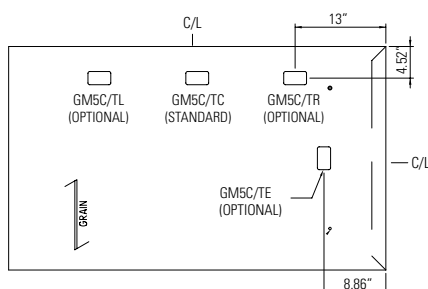 C/L
13”
4.52”
GM5C/TL
(OPTIONAL)
GM5C/TC
(STANDARD)
GM5C/TR
(OPTIONAL)
C/L
GM5C/TE
(OPTIONAL)
GRAIN
8.86”